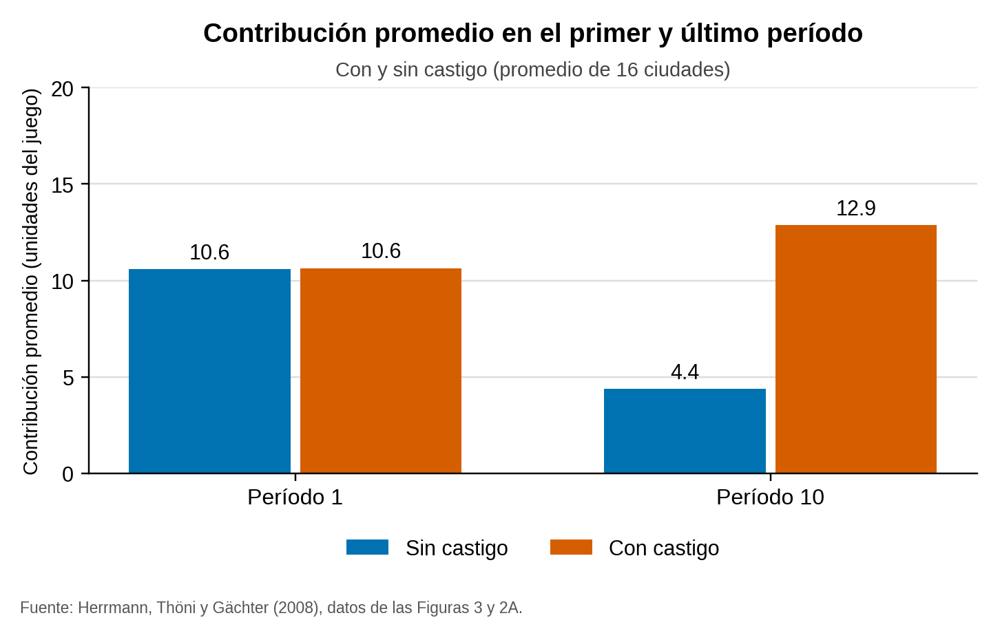 Contribución promedio en el primer y último período
Con y sin castigo (promedio de 16 ciudades)
Contribución promedio (unidades del juego)
20
15
10
5
0
10.6
10.6
4.4
12.9
Período 1
Período 10
Sin castigo
Con castigo
Fuente: Herrmann, Thöni y Gächter (2008), datos de las Figuras 3 y 2A.